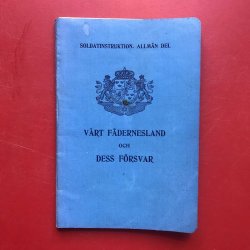 SOLDATINSTRUKTION. ALLMÄN DEL
VÅRT FÄDERNESLAND
OCH
DESS FÖRSVAR